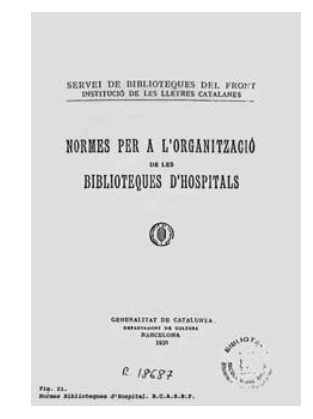 SERVEI DE BIBLIOTEQUES DEL FRONT
INSTITUCIÓ DE LES LLETRES CATALANES
NORMES PER A L'ORGANITZACIÓ
DE LES
BIBLIOTEQUES D'HOSPITALS
GENERALITAT DE CATALUNYA
DEPARTAMENT DE CULTURA
BARCELONA
R. 18687
Fig. 21.
Normes Biblioteques d'Hospital. B.C.A.S.B.F.